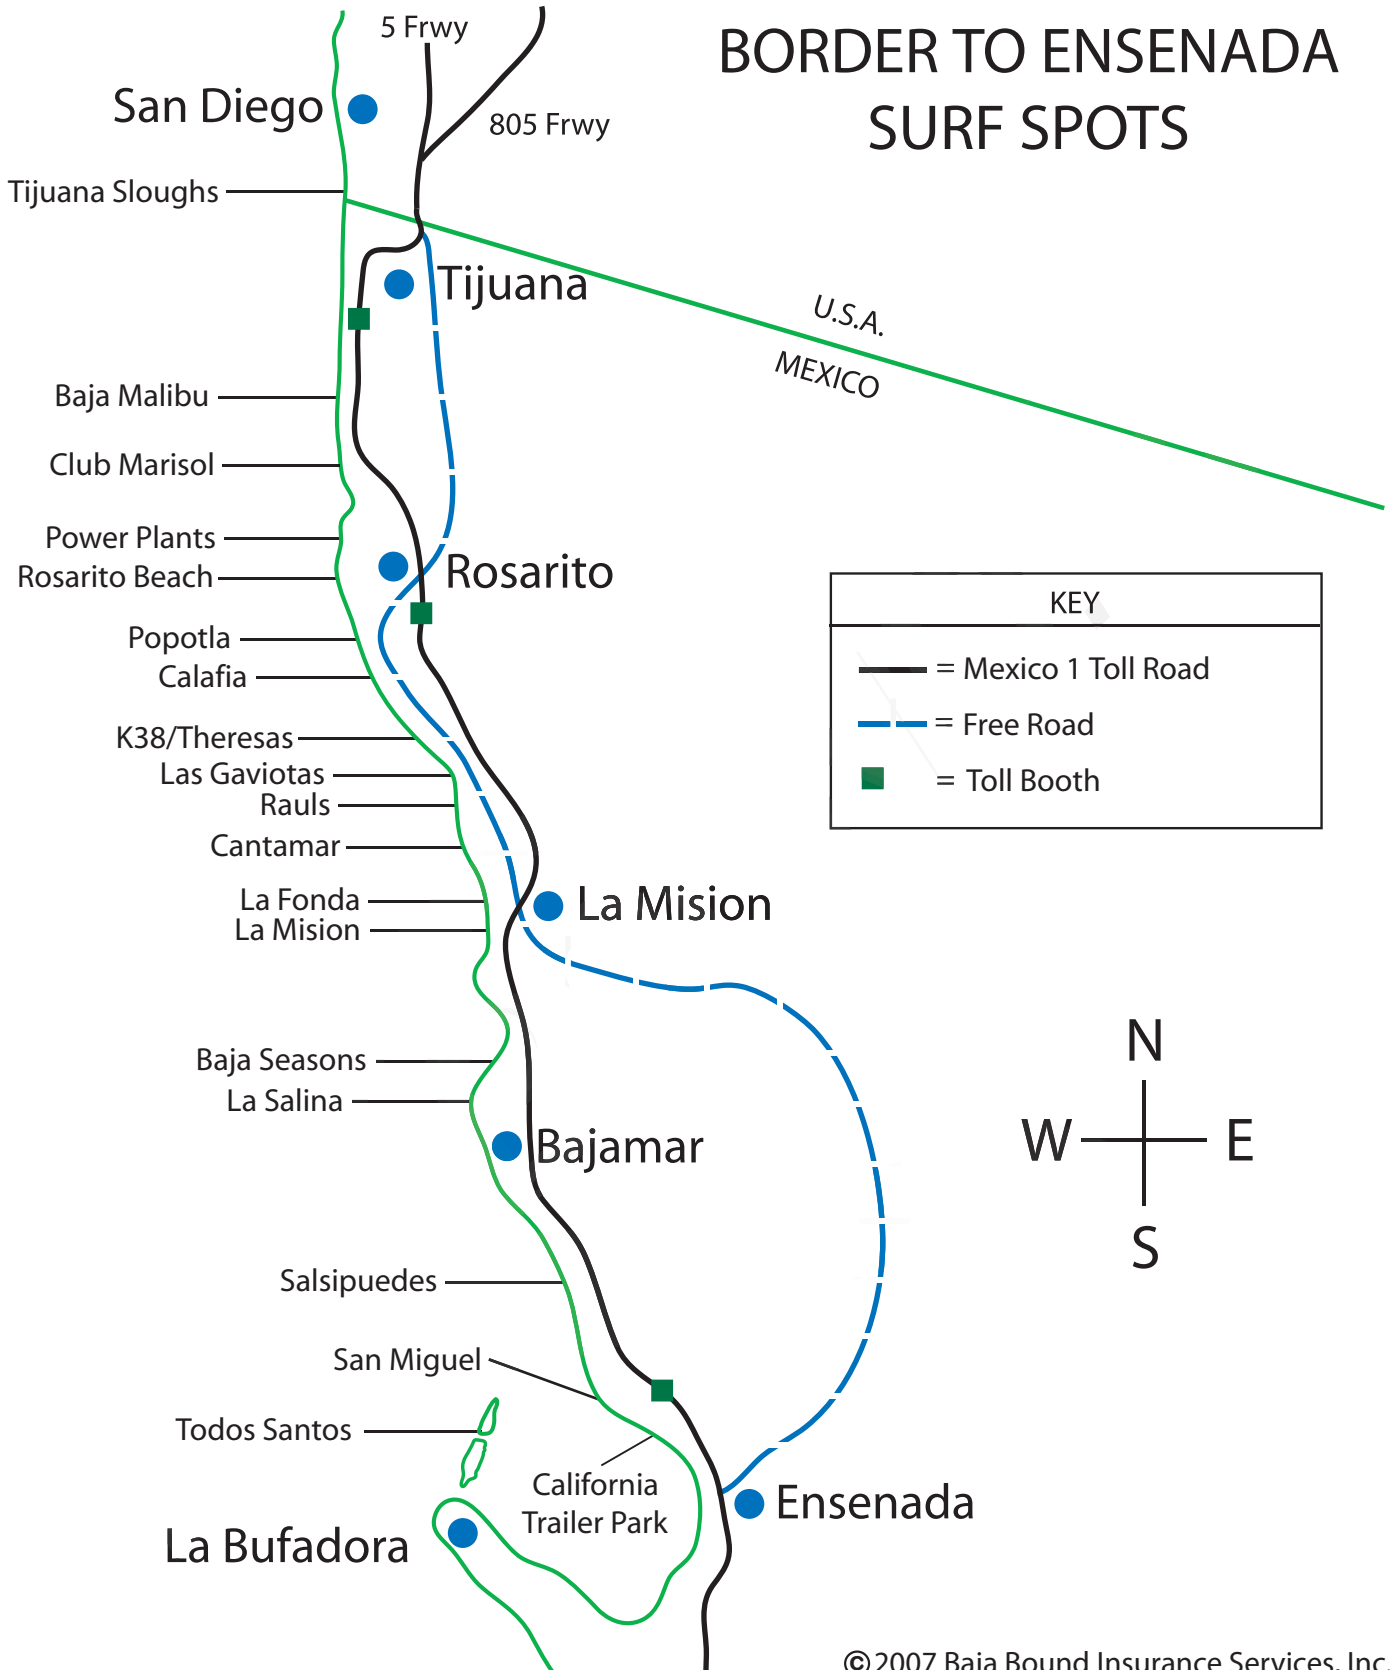 BORDER TO ENSENADA
SURF SPOTS
5 Frwy
805 Frwy
San Diego
Tijuana Sloughs
Tijuana
U.S.A.
MEXICO
Baja Malibu
Club Marisol
Power Plants
Rosarito Beach
Rosarito
Popotla
Calafia
K38/Theresas
Las Gaviotas
Rauls
Cantamar
La Fonda
La Mision
La Mision
KEY
= Mexico 1 Toll Road
= Free Road
= Toll Booth
Baja Seasons
La Salina
Bajamar
N
W E
S
Salsipuedes
San Miguel
Todos Santos
California
Trailer Park
Ensenada
La Bufadora
©2007 Baja Bound Insurance Services, Inc.